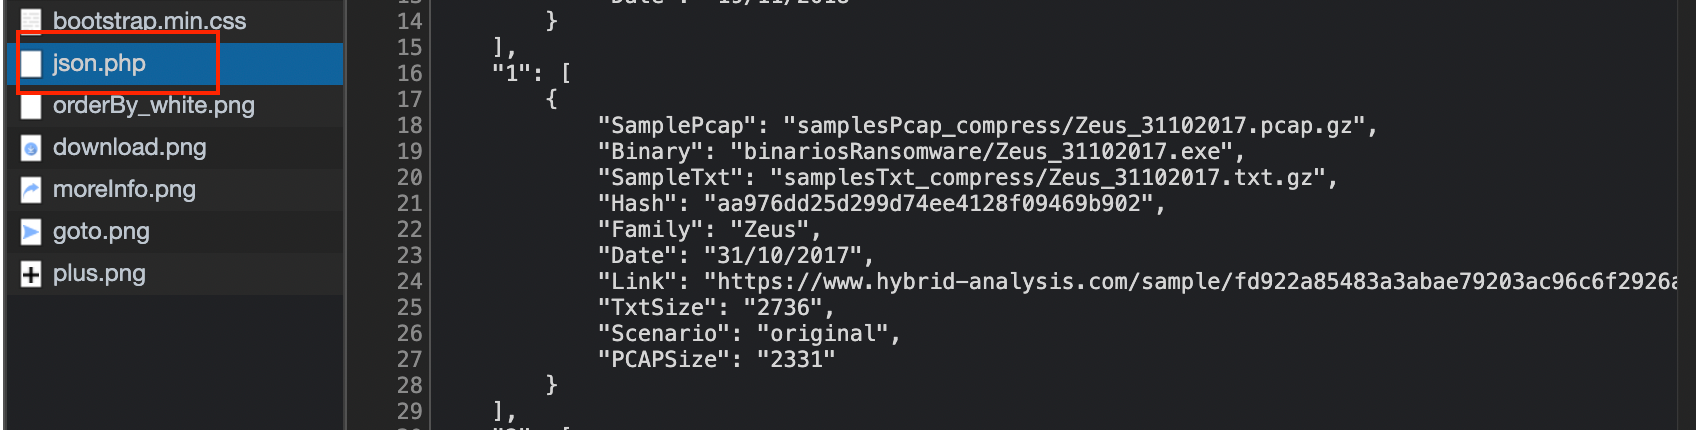 bootstrap.min.css
json.php
orderBy_white.png
download.png
moreInfo.png
goto.png
plus.png
14 }
15 ],
16 "1": [
17 {
18 "SamplePcap": "samplesPcap_compress/Zeus_31102017.pcap.gz",
19 "Binary": "binariosRansomware/Zeus_31102017.exe",
20 "SampleTxt": "samplesTxt_compress/Zeus_31102017.txt.gz",
21 "Hash": "aa976dd25d299d74ee4128f09469b902",
22 "Family": "Zeus",
23 "Date": "31/10/2017",
24 "Link": "https://www.hybrid-analysis.com/sample/fd922a85483a3abae79203ac96c6f2926a
25 "TxtSize": "2736",
26 "Scenario": "original",
27 "PCAPSize": "2331"
28 }
29 ],